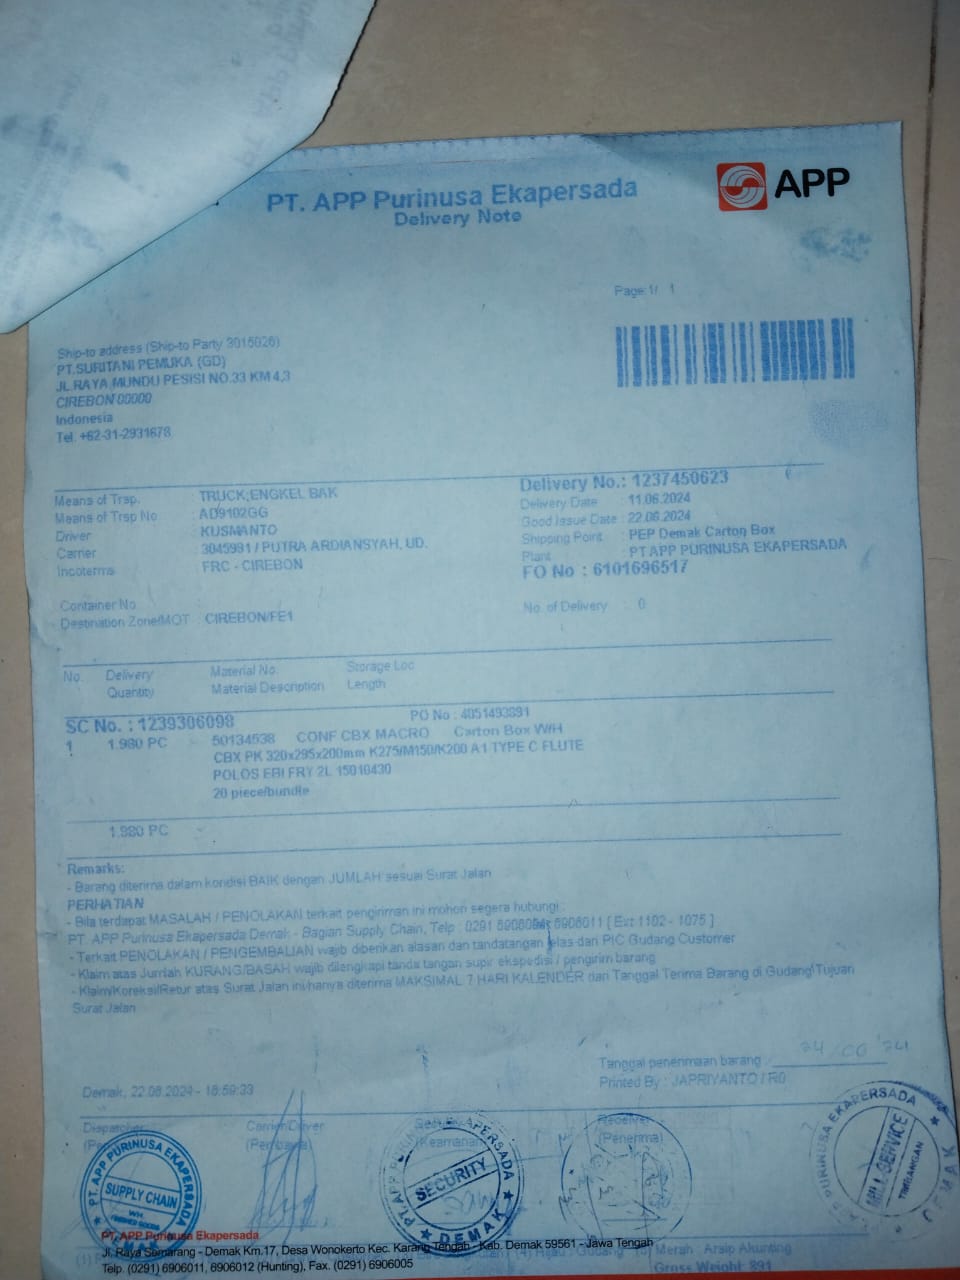 PT. APP Purinusa Ekapersada
Delivery Note
APP
Page 1/ 1
Ship-to address (Ship-to Party 3015026)
PT.SURITANI PEMUKA (GD)
JL RAYA MUNDU PESISI NO.33 KM 4,3
CIREBON 00000
Indonesia
Tel. +62-31-2931678
Means of Trsp. : TRUCK;ENGKEL BAK
Means of Trsp No : AD9102GG
Driver : KUSMANTO
Carrier : 3045991 / PUTRA ARDIANSYAH, UD.
Incoterms : FRC - CIREBON
Delivery No.: 1237450623
Delivery Date : 11.06.2024
Good Issue Date : 22.06.2024
Shipping Point : PEP Demak Carton Box
Plant : PT APP PURINUSA EKAPERSADA
FO No : 6101696517
Container No
Destination Zone/MOT : CIREBON/FE1
No. of Delivery : 0
No. Delivery Material No. Storage Loc
Quantity Material Description Length
SC No. : 1239306098 PO No : 4051493891
1 1.980 PC 50134538 CONF CBX MACRO Carton Box W/H
CBX PK 320x295x200mm K275/M150/K200 A1 TYPE C FLUTE
POLOS EBI FRY 2L 15010430
20 piece/bundle
1.980 PC
Remarks:
- Barang diterima dalam kondisi BAIK dengan JUMLAH sesuai Surat Jalan
PERHATIAN
- Bila terdapat MASALAH / PENOLAKAN terkait pengiriman ini mohon segera hubungi :
PT. APP Purinusa Ekapersada Demak - Bagian Supply Chain, Telp : 0291 6906011 [ Ext 1102 - 1075 ]
- Terkait PENOLAKAN / PENGEMBALIAN wajib diberikan alasan dan tandatangan jelas dari PIC Gudang Customer
- Klaim atas Jumlah KURANG/BASAH wajib dilengkapi tanda tangan supir ekspedisi / pengirim barang
- Klaim/Koreksi/Retur atas Surat Jalan ini hanya diterima MAKSIMAL 7 HARI KALENDER dari Tanggal Terima Barang di Gudang Tujuan
Surat Jalan
Tanggal penerimaan barang :
Printed By : JAPRIYANTO / R0
Demak, 22.06.2024 - 18:59:33
Dispatcher Carrier/Driver Receiver
(Pembawa) (Keamanan) (Penerima)
PT. APP PURINUSA EKAPERSADA
SUPPLY CHAIN
WH.
FINISHED GOODS
DEMAK
SECURITY
DEMAK
PURINUSA EKAPERSADA
MILL SERVICE
TIMBANGAN
DEMAK
PT. APP Purinusa Ekapersada
Jl. Raya Semarang - Demak Km.17, Desa Wonokerto Kec. Karang Tengah - Kab. Demak 59561 - Jawa Tengah
Telp. (0291) 6906011, 6906012 (Hunting), Fax. (0291) 6906005
Merah : Arsip Akunting
Gross Weight: 891